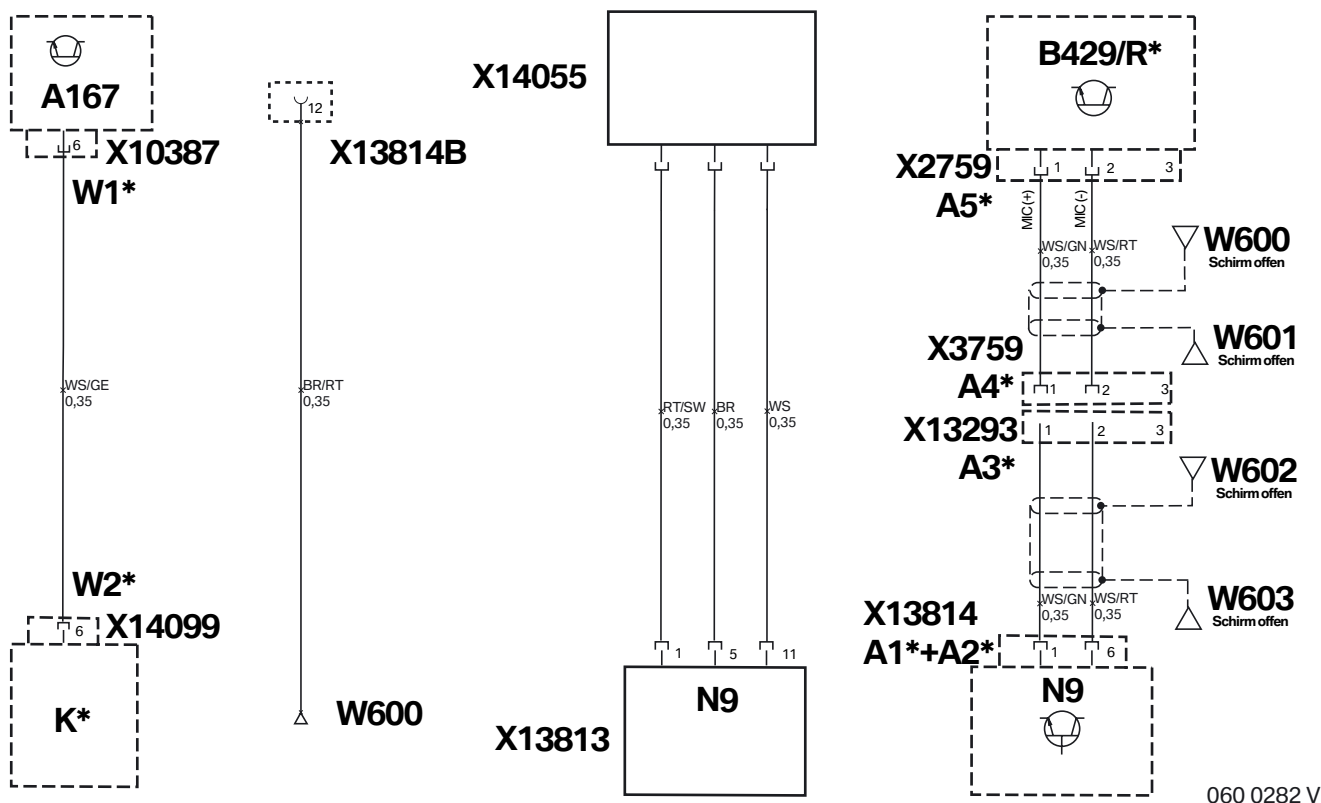 A167
6
X10387
W1*
WS/GE
0,35
W2*
6
X14099
K*
12
X13814B
BR/RT
0,35
W600
X14055
RT/SW
0,35
BR
0,35
WS
0,35
1
5
11
N9
X13813
B429/R*
X2759
1
2
3
A5*
MIC (+)
MIC (-)
WS/GN
0,35
WS/RT
0,35
W600
Schirm offen
W601
Schirm offen
X3759
A4*
1
2
3
X13293
1
2
3
A3*
W602
Schirm offen
W603
Schirm offen
WS/GN
0,35
WS/RT
0,35
X13814
A1*+A2*
1
6
N9
060 0282 V